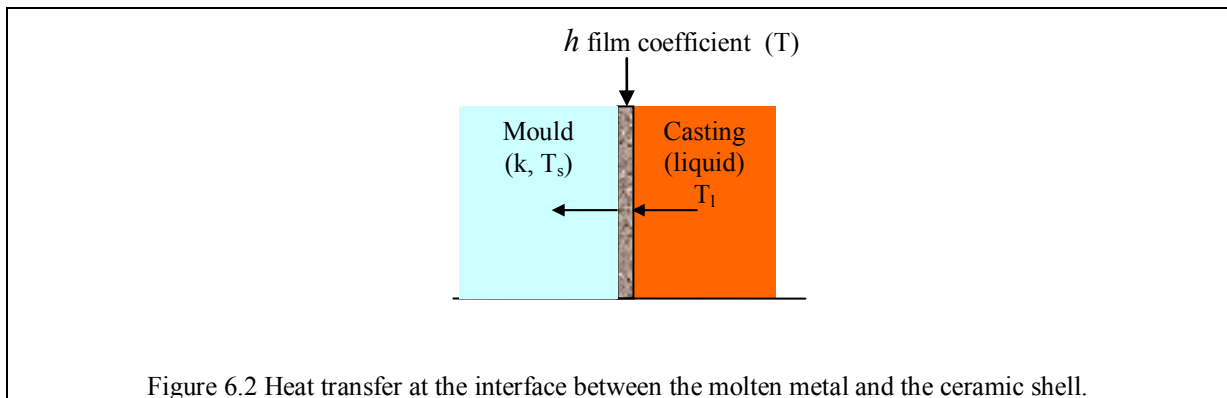 h film coefficient (T)
Mould Casting
(k, Tₛ) (liquid)
Tₗ
Figure 6.2 Heat transfer at the interface between the molten metal and the ceramic shell.